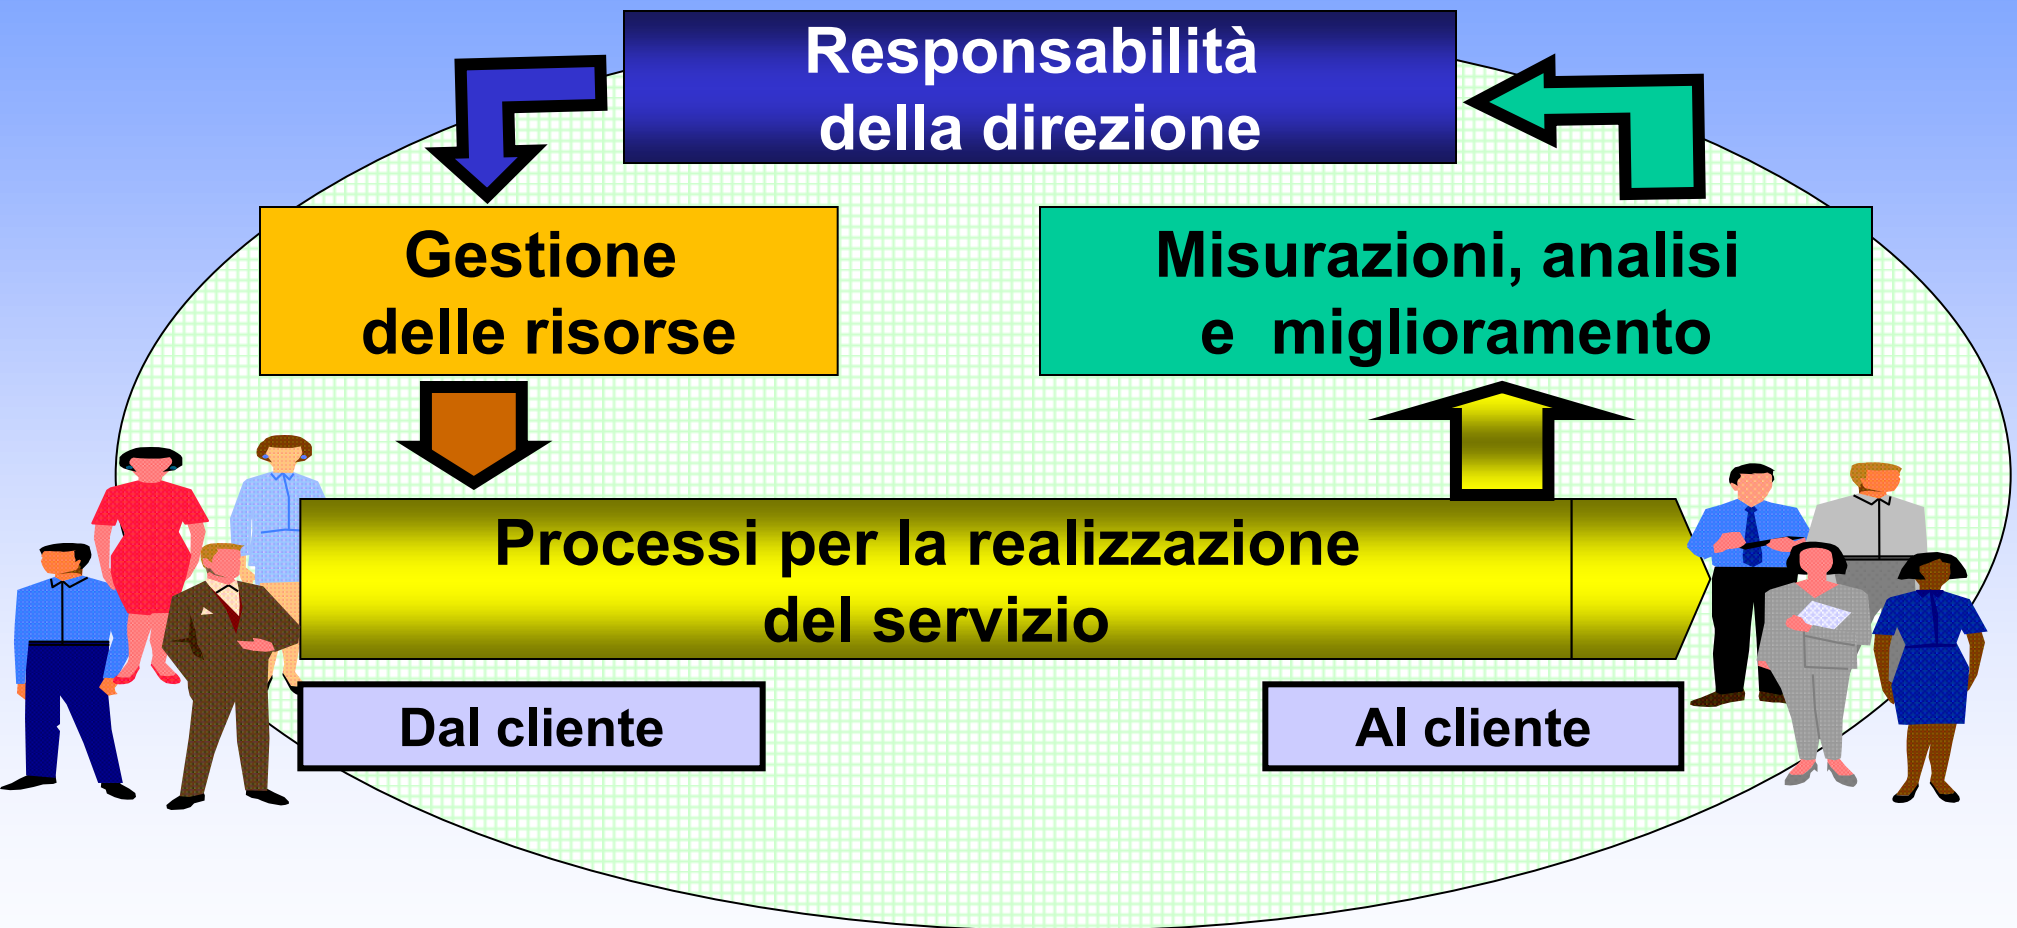 Responsabilità
della direzione
Gestione
delle risorse
Misurazioni, analisi
e miglioramento
Processi per la realizzazione
del servizio
Dal cliente
Al cliente